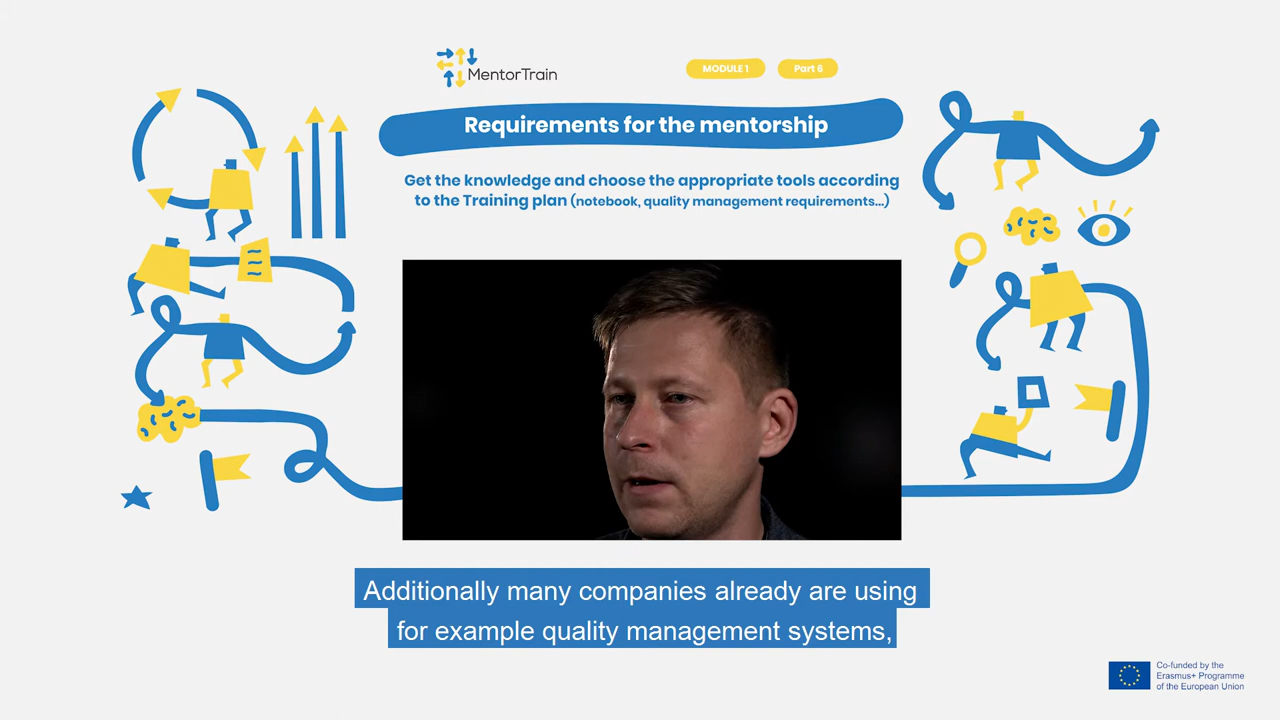 MentorTrain
MODULE 1
Part 6
Requirements for the mentorship
Get the knowledge and choose the appropriate tools according
to the Training plan (notebook, quality management requirements...)
Additionally many companies already are using
for example quality management systems,
Co-funded by the
Erasmus+ Programme
of the European Union